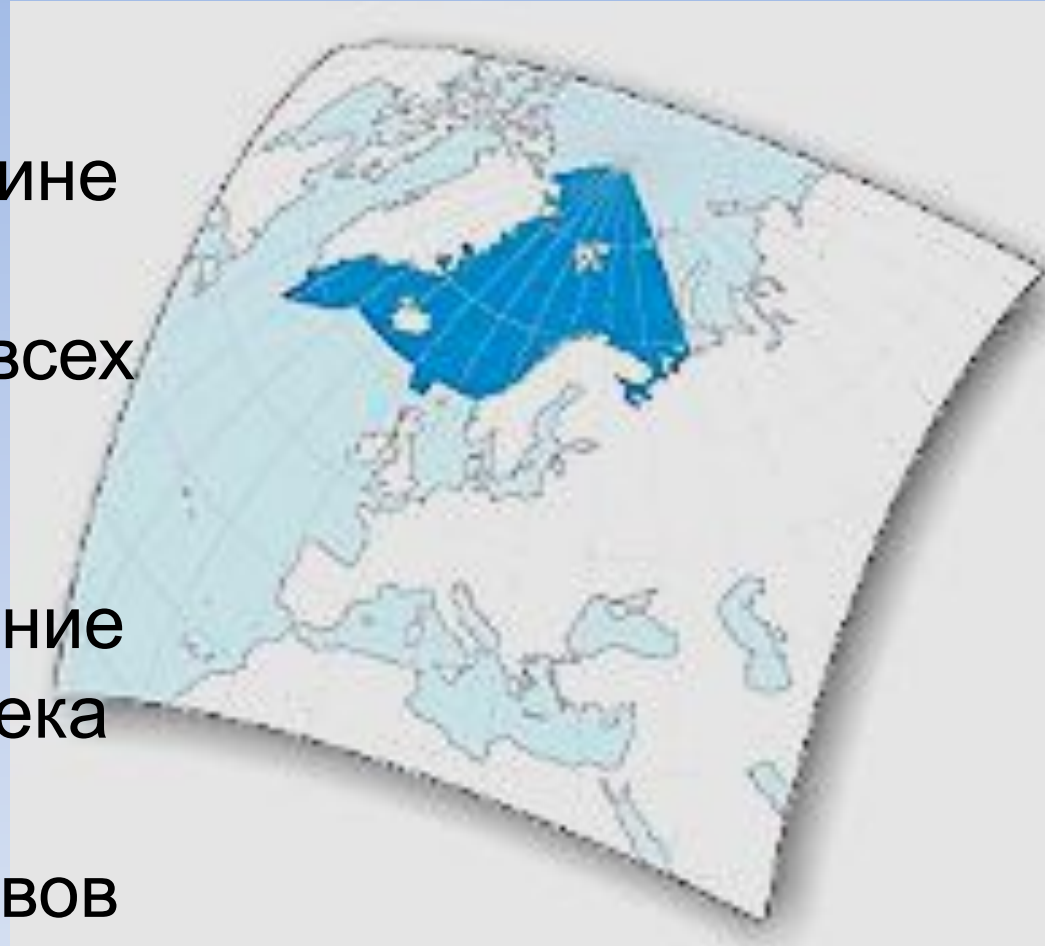 ине
всех
ние
ека
вов